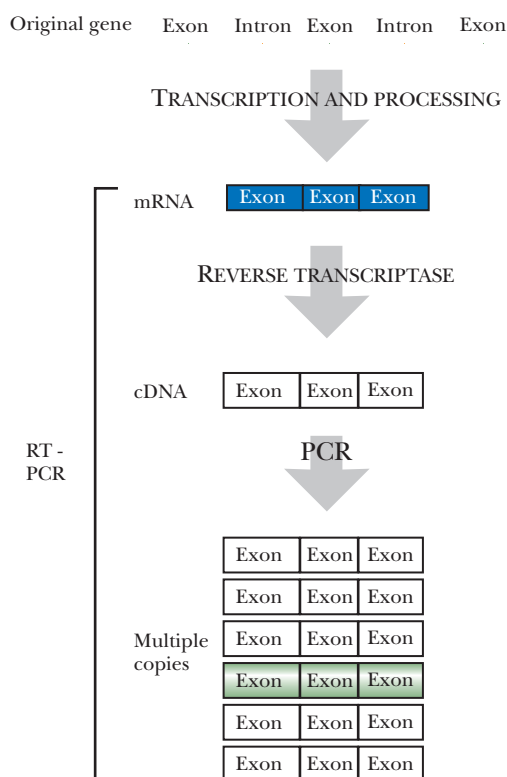 Original gene Exon Intron Exon Intron Exon
TRANSCRIPTION AND PROCESSING
mRNA Exon Exon Exon
REVERSE TRANSCRIPTASE
cDNA Exon Exon Exon
RT -
PCR
PCR
Exon Exon Exon
Exon Exon Exon
Multiple
copies
Exon Exon Exon
Exon Exon Exon
Exon Exon Exon
Exon Exon Exon